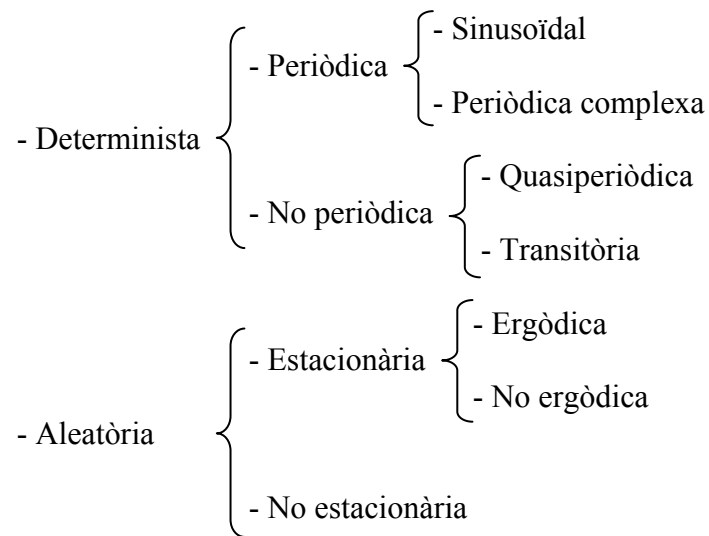 - Sinusoïdal
- Periòdica
- Periòdica complexa
- Determinista
- Quasiperiòdica
- No periòdica
- Transitòria
- Ergòdica
- Estacionària
- No ergòdica
- Aleatòria
- No estacionària